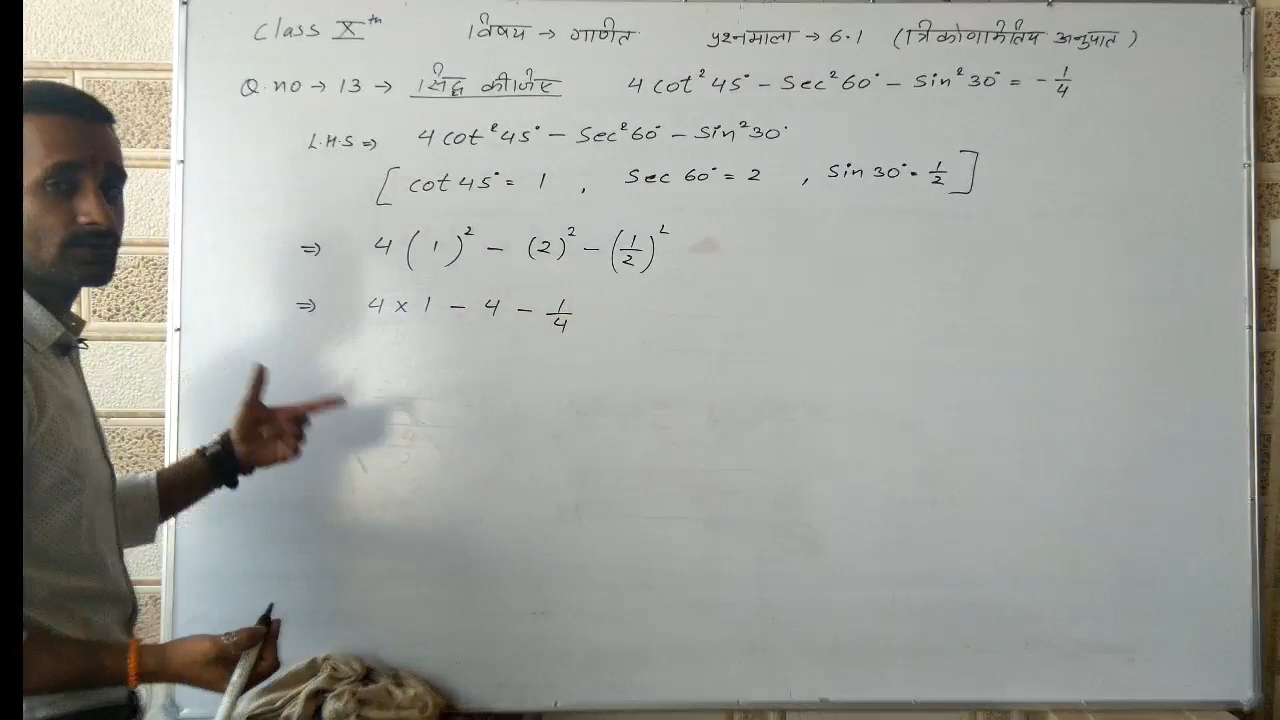 Class Xth विषय → गणित प्रश्नमाला → 6.1 (त्रिकोणमितिय अनुपात)
Q.no → 13 → सिद्ध कीजिए 4 cot²45° - Sec²60° - Sin²30° = -1/4
L.H.S ⇒ 4 cot²45° - Sec²60° - Sin²30°
[ cot 45° = 1 , Sec 60° = 2 , Sin 30° = 1/2 ]
⇒ 4 ( 1 )² - (2)² - (1/2)²
⇒ 4 × 1 - 4 - 1/4